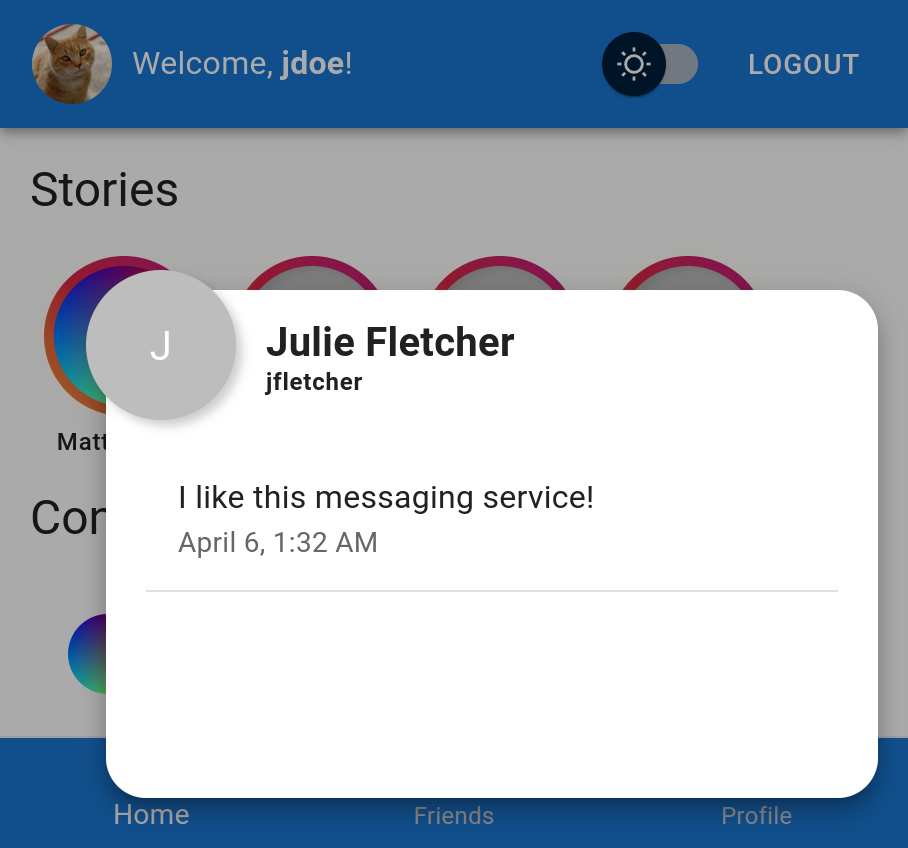 Welcome, jdoe!
LOGOUT
Stories
J
Julie Fletcher
jfletcher
Matt
I like this messaging service!
April 6, 1:32 AM
Home
Friends
Profile